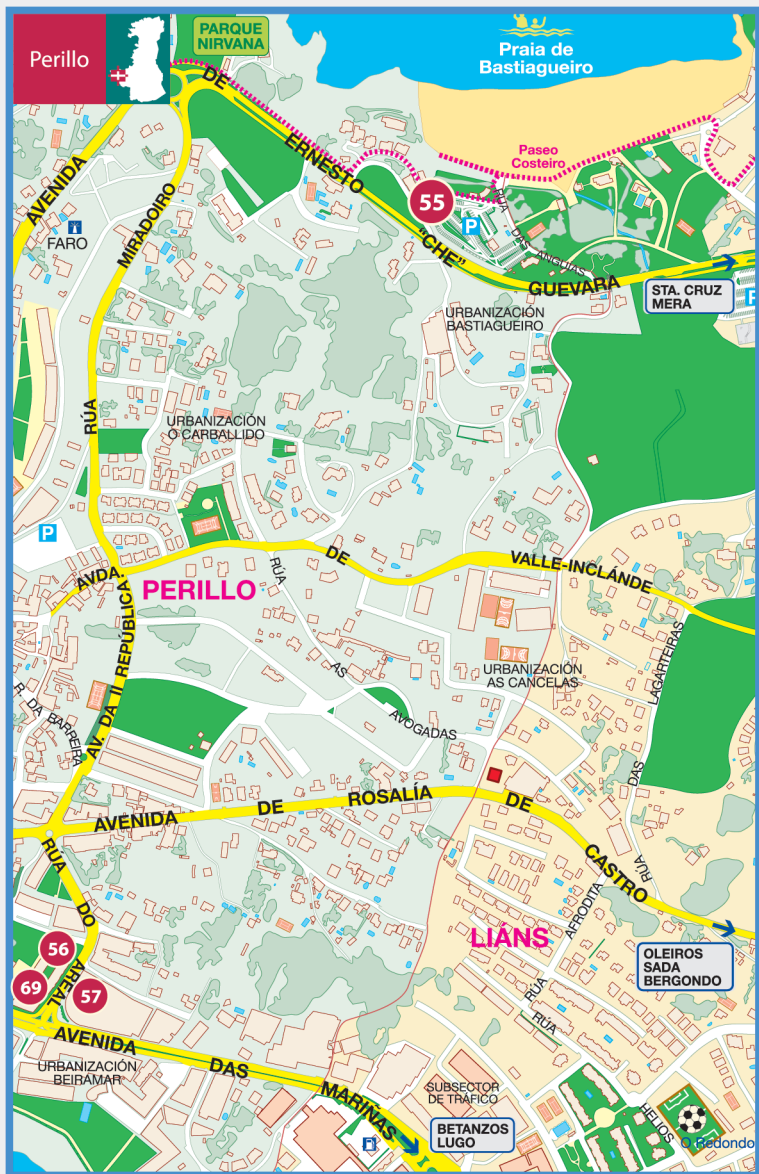 Perillo
PARQUE
NIRVANA
Praia de
Bastiagueiro
Paseo
Costeiro
AVENIDA
DE
ERNESTO
"CHE"
GUEVARA
55
P
RÚA
DAS ANGUIAS
STA. CRUZ
MERA
P
FARO
RÚA
MIRADOIRO
URBANIZACIÓN
BASTIAGUEIRO
URBANIZACIÓN
O CARBALLIDO
P
AVDA.
DE
VALLE-INCLÁNDE
PERILLO
RÚA
AS
AVOGADAS
URBANIZACIÓN
AS CANCELAS
RÚA
DAS
LAGARTEIRAS
R. DA BARREIRA
AV. DA II REPÚBLICA
AVENIDA
DE
ROSALÍA
DE
CASTRO
RÚA
DO
AREAL
LIÁNS
RÚA
AFRODITA
OLEIROS
SADA
BERGONDO
56
69
57
RÚA
HELIOS
AVENIDA
DAS
MARIÑAS
URBANIZACIÓN
BEIRAMAR
SUBSECTOR
DE TRÁFICO
BETANZOS
LUGO
O Redondo